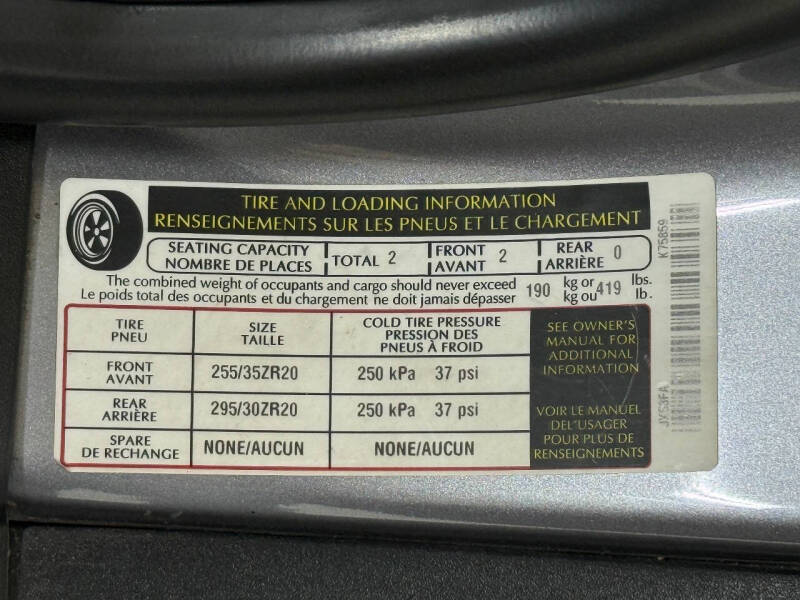 TIRE AND LOADING INFORMATION
RENSEIGNEMENTS SUR LES PNEUS ET LE CHARGEMENT
SEATING CAPACITY
NOMBRE DE PLACES
TOTAL 2
FRONT
AVANT 2
REAR
ARRIÈRE 0
The combined weight of occupants and cargo should never exceed 190 kg or 419 lbs.
Le poids total des occupants et du chargement ne doit jamais dépasser kg ou lb.
TIRE
PNEU
SIZE
TAILLE
COLD TIRE PRESSURE
PRESSION DES
PNEUS À FROID
FRONT
AVANT
255/35ZR20
250 kPa 37 psi
REAR
ARRIÈRE
295/30ZR20
250 kPa 37 psi
SPARE
DE RECHANGE
NONE/AUCUN
NONE/AUCUN
SEE OWNER'S
MANUAL FOR
ADDITIONAL
INFORMATION
VOIR LE MANUEL
DEL'USAGER
POUR PLUS DE
RENSEIGNEMENTS
K75859
JX53FA